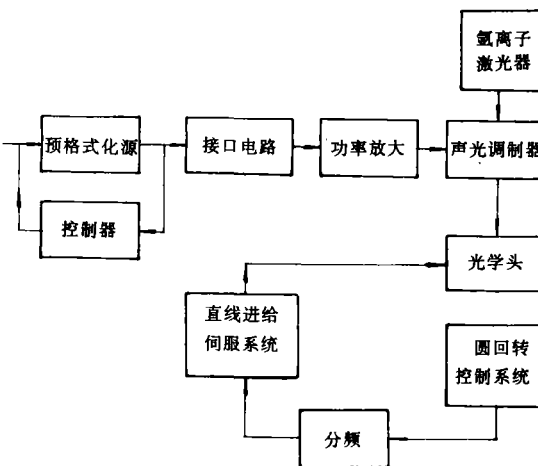 氩离子
激光器
预格式化源
接口电路
功率放大
声光调制器
控制器
光学头
直线进给
伺服系统
圆回转
控制系统
分频